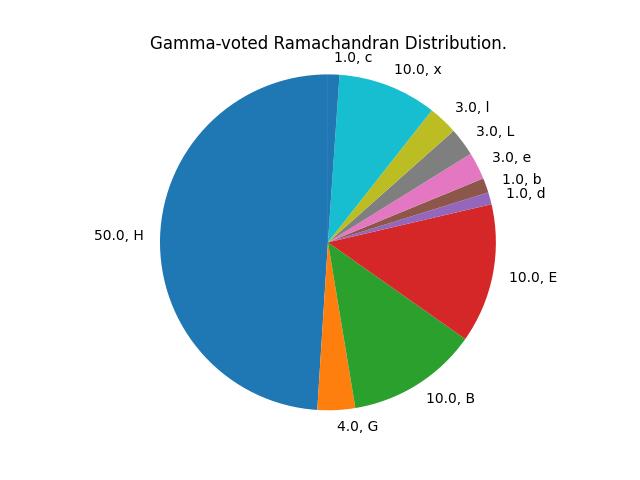 Gamma-voted Ramachandran Distribution.
1.0, c
10.0, x
3.0, l
3.0, L
3.0, e
1.0, b
1.0, d
50.0, H
10.0, E
10.0, B
4.0, G